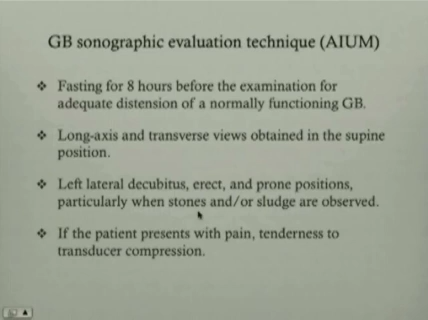 GB sonographic evaluation technique (AIUM)
Fasting for 8 hours before the examination for
adequate distension of a normally functioning GB.
Long-axis and transverse views obtained in the supine
position.
Left lateral decubitus, erect, and prone positions,
particularly when stones and/or sludge are observed.
If the patient presents with pain, tenderness to
transducer compression.